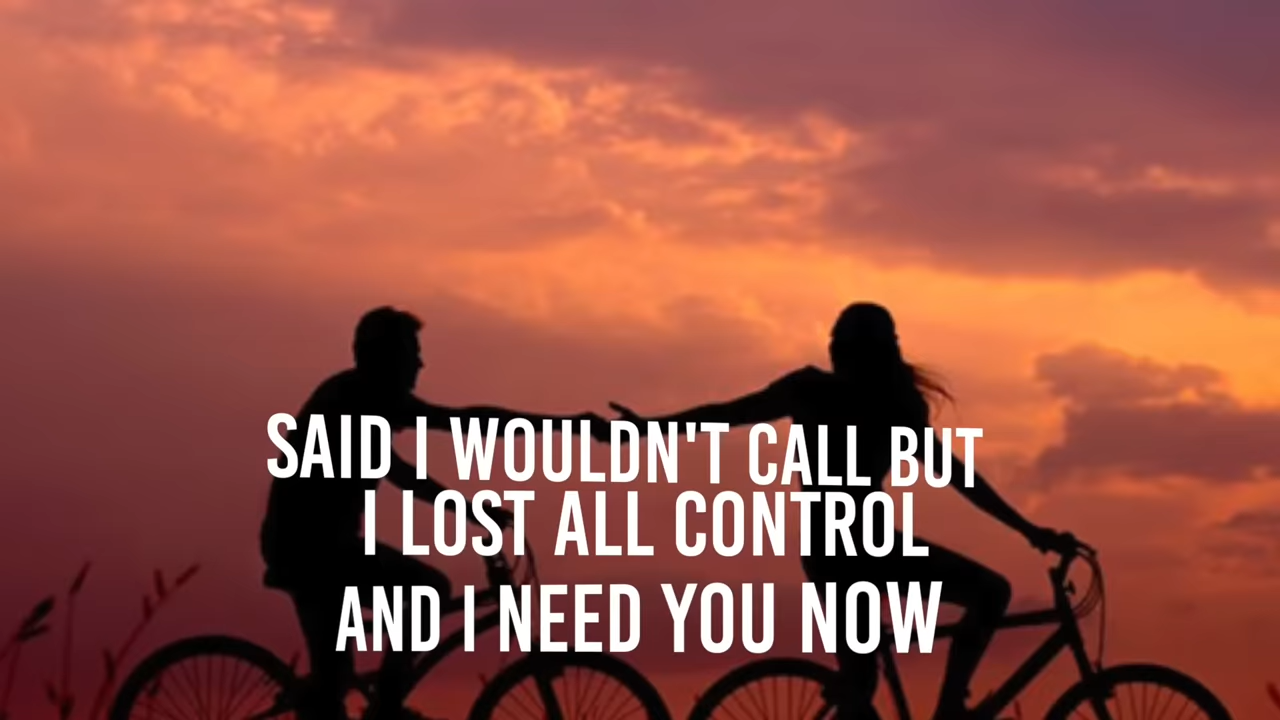 SAID I WOULDN'T CALL BUT
I LOST ALL CONTROL
AND I NEED YOU NOW